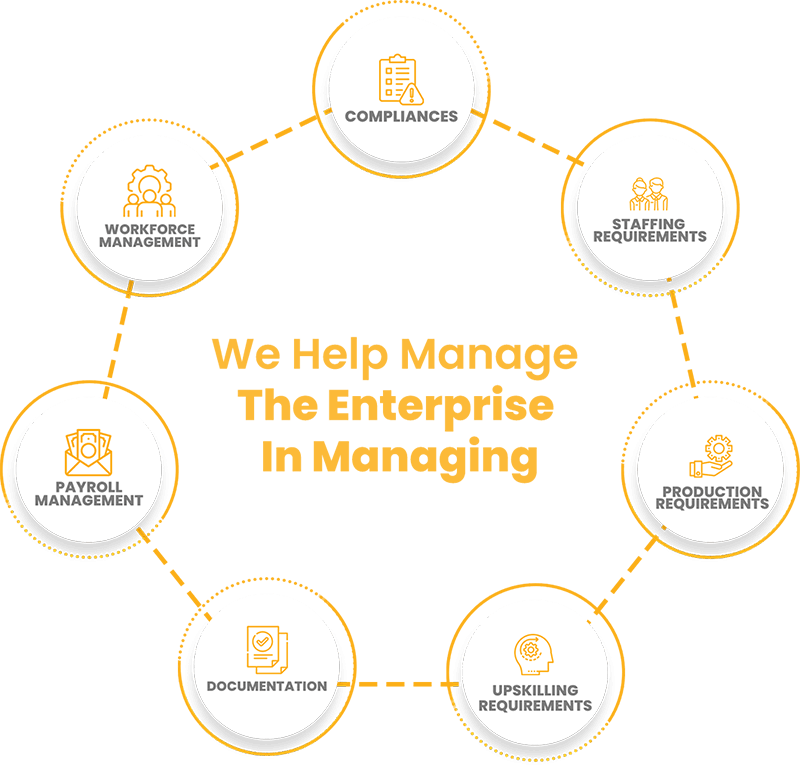 COMPLIANCES
WORKFORCE
MANAGEMENT
STAFFING
REQUIREMENTS
We Help Manage
The Enterprise
In Managing
PAYROLL
MANAGEMENT
PRODUCTION
REQUIREMENTS
DOCUMENTATION
UPSKILLING
REQUIREMENTS